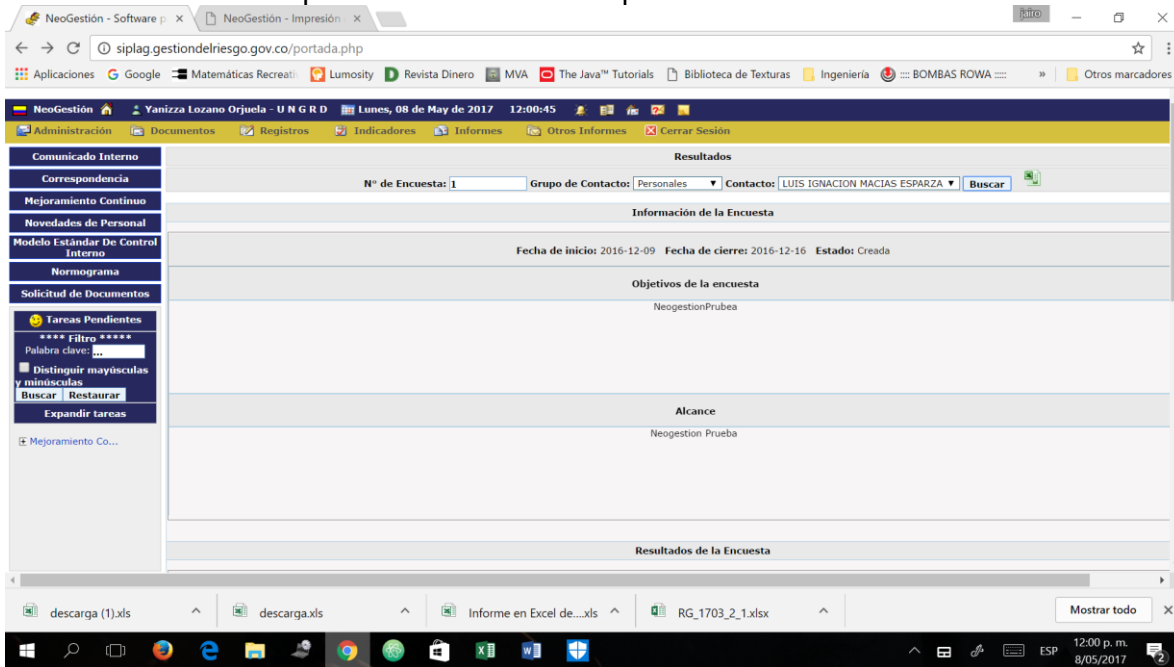 jairo
NeoGestión - Software p
NeoGestión - Impresión
siplag.gestiondelriesgo.gov.co/portada.php
Aplicaciones Google Matemáticas Recreati Lumosity Revista Dinero MVA The Java™ Tutorials Biblioteca de Texturas Ingeniería :::: BOMBAS ROWA ::::: » Otros marcadores
NeoGestión Yanizza Lozano Orjuela - U N G R D Lunes, 08 de May de 2017 12:00:45
Administración Documentos Registros Indicadores Informes Otros Informes Cerrar Sesión
Comunicado Interno
Correspondencia
Mejoramiento Continuo
Novedades de Personal
Modelo Estándar De Control
Interno
Normograma
Solicitud de Documentos
Tareas Pendientes
**** Filtro *****
Palabra clave: ...
Distinguir mayúsculas
y minúsculas
Buscar Restaurar
Expandir tareas
Mejoramiento Co...
Resultados
N° de Encuesta: 1 Grupo de Contacto: Personales Contacto: LUIS IGNACION MACIAS ESPARZA Buscar
Información de la Encuesta
Fecha de inicio: 2016-12-09 Fecha de cierre: 2016-12-16 Estado: Creada
Objetivos de la encuesta
NeogestionPrubea
Alcance
Neogestion Prueba
Resultados de la Encuesta
descarga (1).xls descarga.xls Informe en Excel de....xls RG_1703_2_1.xlsx Mostrar todo
ESP 12:00 p. m.
8/05/2017